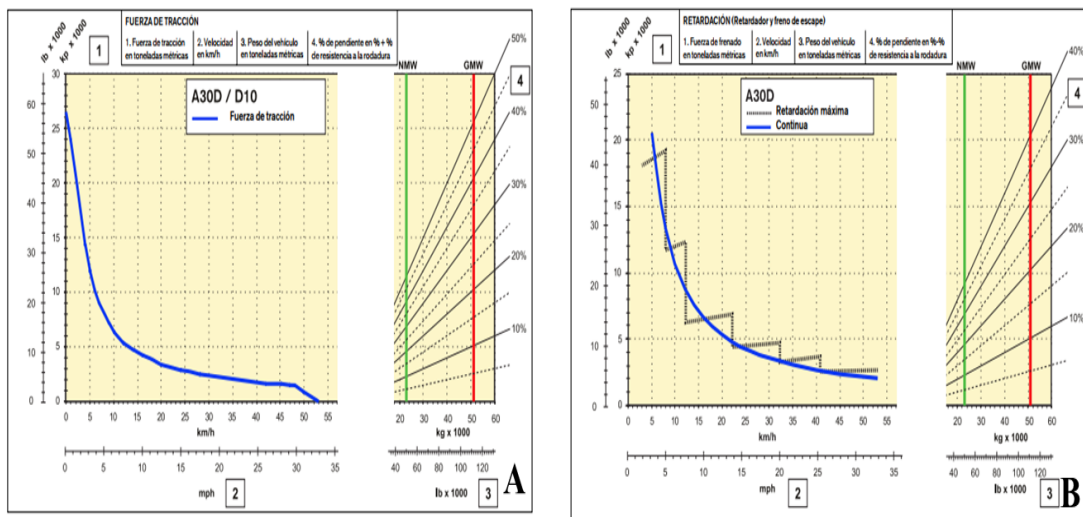 FUERZA DE TRACCIÓN
1. Fuerza de tracción en toneladas métricas
2. Velocidad en km/h
3. Peso del vehículo en toneladas métricas
4. % de pendiente en % + % de resistencia a la rodadura
lb x 1000
kp x 1000
1
A30D / D10
Fuerza de tracción
60
50
40
30
20
10
0
30
25
20
15
10
5
0
0 5 10 15 20 25 30 35 40 45 50 55
km/h
0 5 10 15 20 25 30 35
mph
2
NMW
GMW
50%
4
40%
30%
20%
10%
20 30 40 50 60
kg x 1000
40 60 80 100 120
lb x 1000
3
A
RETARDACIÓN (Retardador y freno de escape)
1. Fuerza de frenado en toneladas métricas
2. Velocidad en km/h
3. Peso del vehículo en toneladas métricas
4. % de pendiente en %-% de resistencia a la rodadura
lb x 1000
kp x 1000
1
A30D
Retardación máxima
Continua
50
40
30
20
10
0
25
20
15
10
5
0
0 5 10 15 20 25 30 35 40 45 50 55
km/h
0 5 10 15 20 25 30 35
mph
2
NMW
GMW
40%
4
30%
20%
10%
20 30 40 50 60
kg x 1000
40 60 80 100 120
lb x 1000
3
B